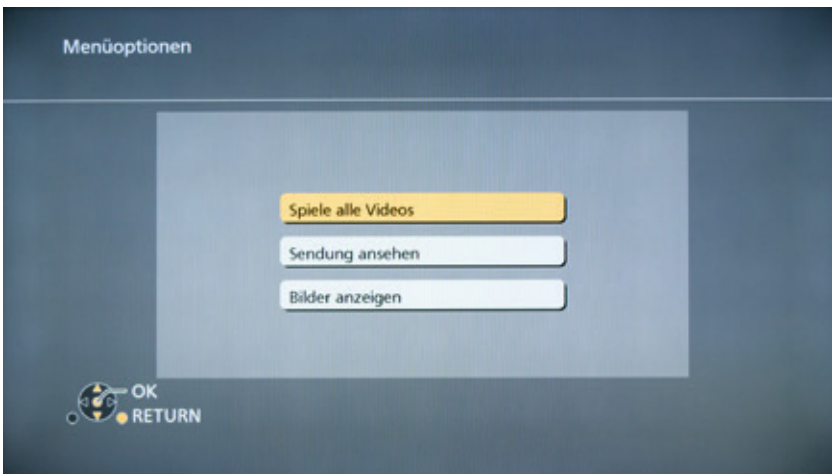 Menüoptionen
Spiele alle Videos
Sendung ansehen
Bilder anzeigen
OK
RETURN